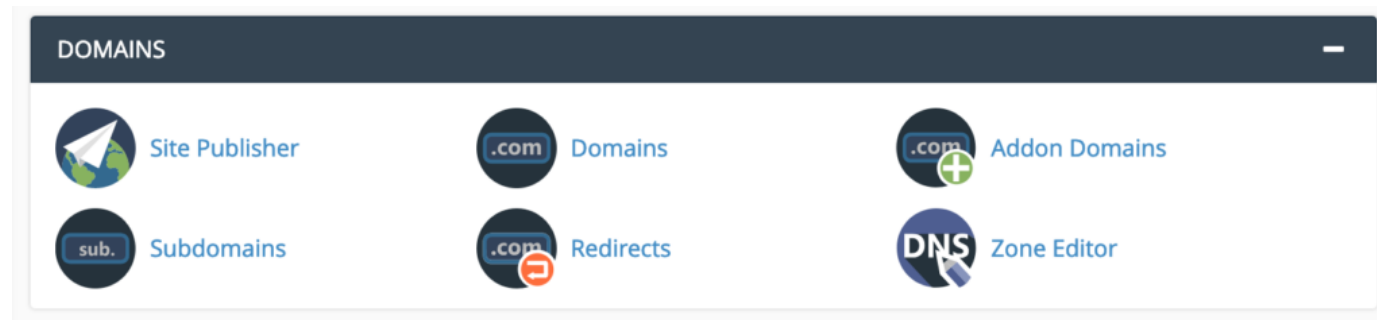 DOMAINS
Site Publisher
.com Domains
.com Addon Domains
sub. Subdomains
.com Redirects
DNS Zone Editor